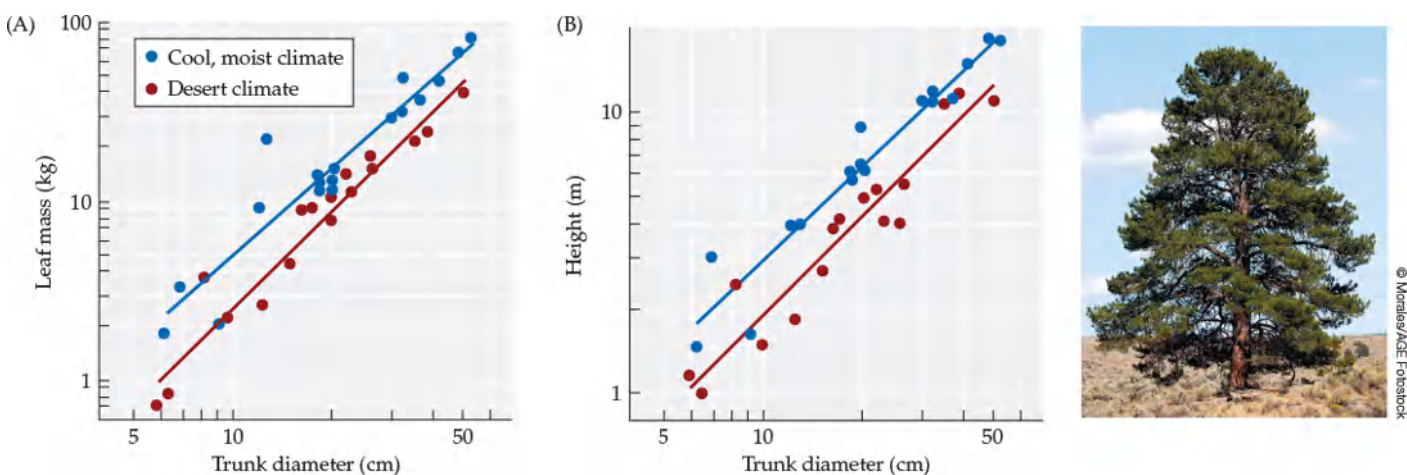 (A)
100
10
1
Leaf mass (kg)
Cool, moist climate
Desert climate
5 10 50
Trunk diameter (cm)
(B)
10
1
Height (m)
5 10 50
Trunk diameter (cm)
© Morales/AGE Fotostock